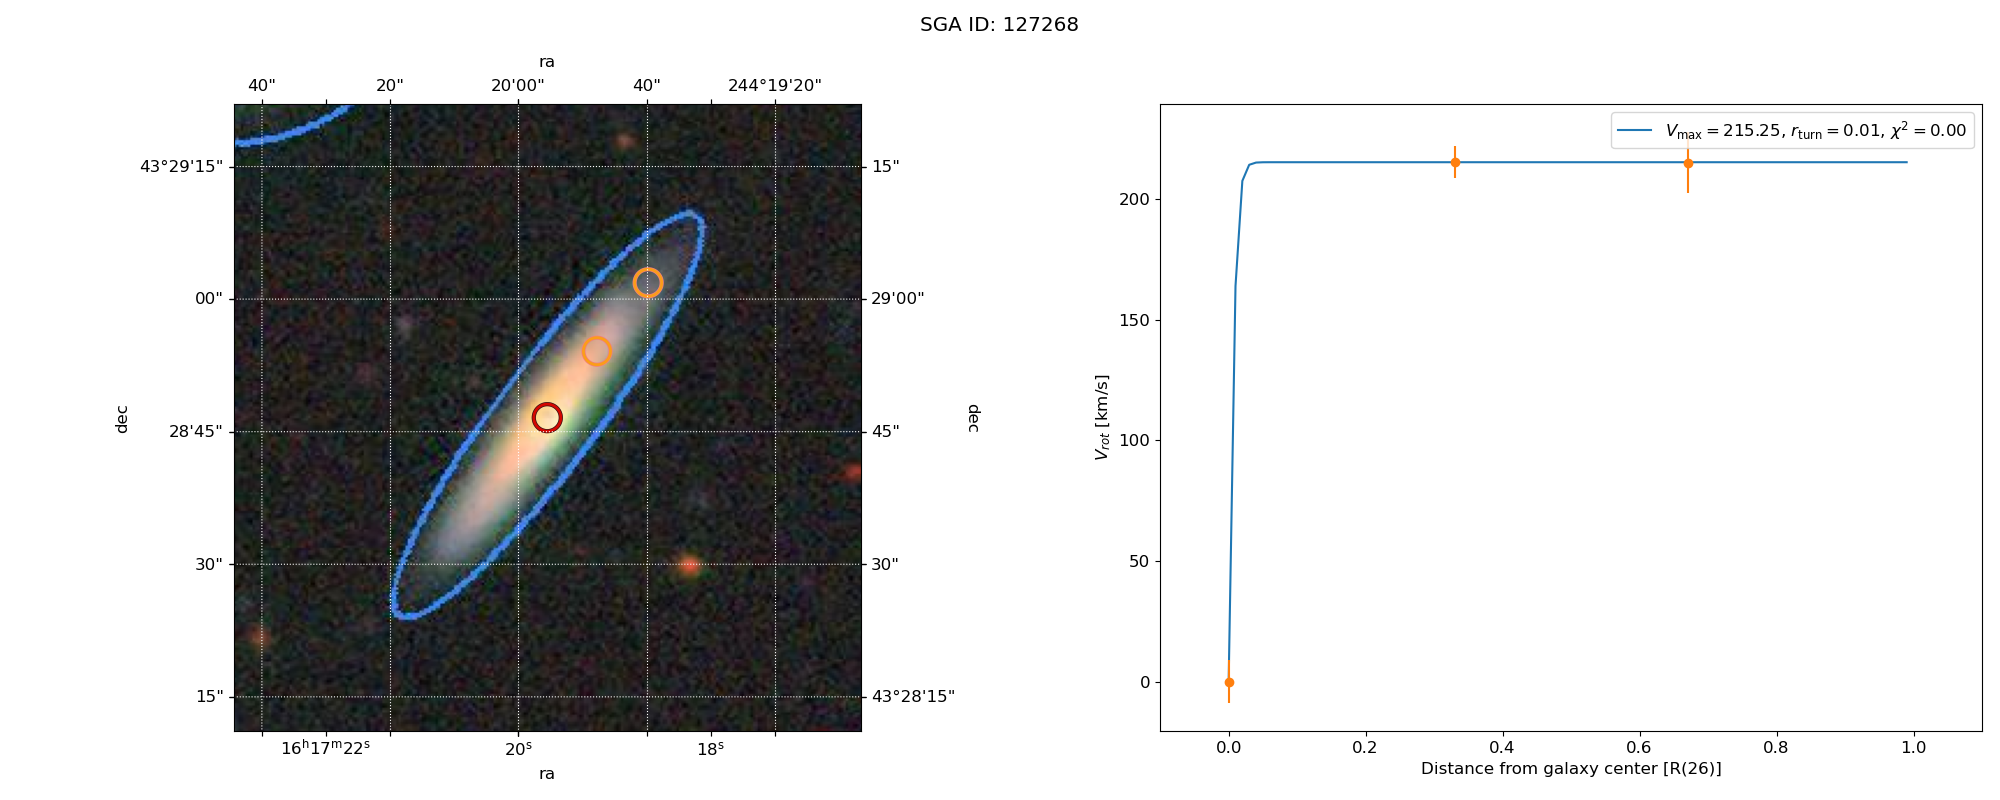 SGA ID: 127268
ra
40" 20" 20'00" 40" 244°19'20"
43°29'15" 15"
00" 29'00"
28'45" 45"
30" 30"
15" 43°28'15"
dec
dec
16h17m22s 20s 18s
ra
Vmax = 215.25, rturn = 0.01, χ² = 0.00
200
150
100
50
0
Vrot [km/s]
0.0 0.2 0.4 0.6 0.8 1.0
Distance from galaxy center [R(26)]